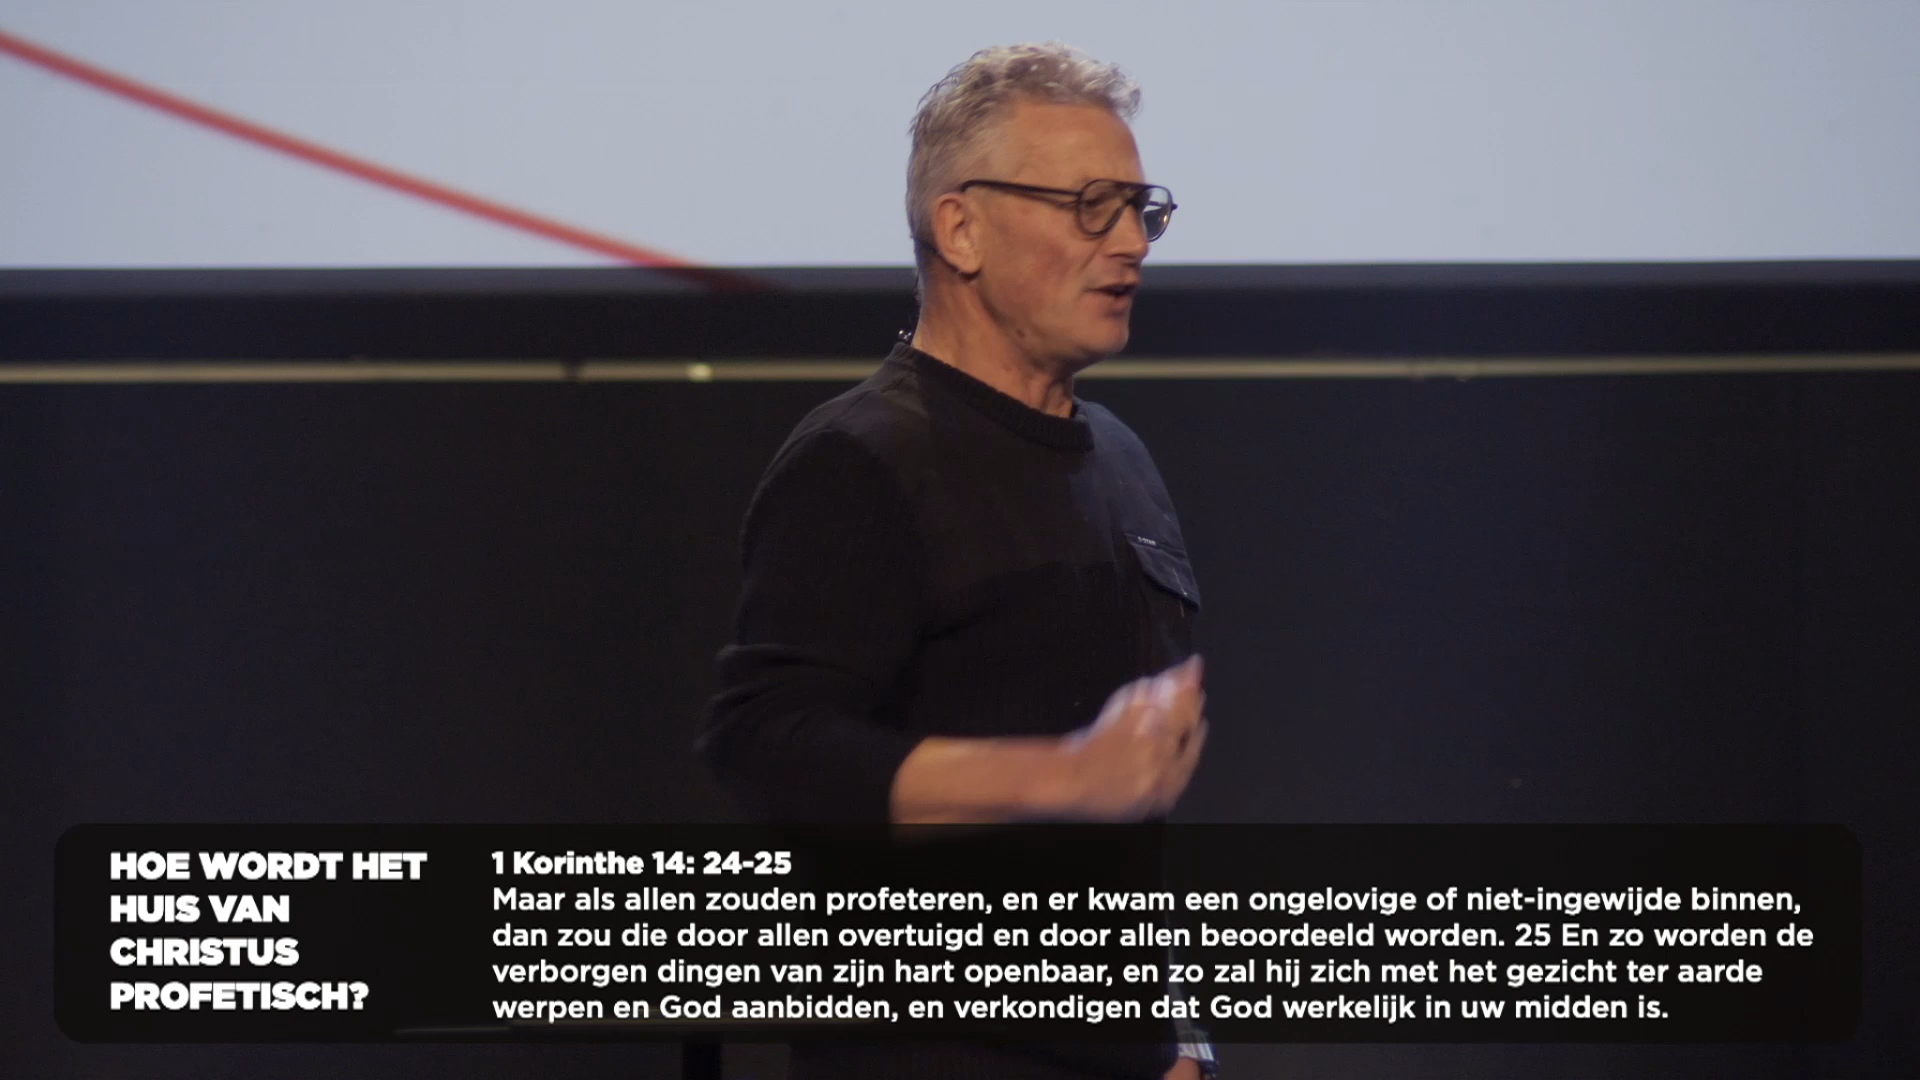 HOE WORDT HET
HUIS VAN
CHRISTUS
PROFETISCH?
1 Korinthe 14: 24-25
Maar als allen zouden profeteren, en er kwam een ongelovige of niet-ingewijde binnen,
dan zou die door allen overtuigd en door allen beoordeeld worden. 25 En zo worden de
verborgen dingen van zijn hart openbaar, en zo zal hij zich met het gezicht ter aarde
werpen en God aanbidden, en verkondigen dat God werkelijk in uw midden is.